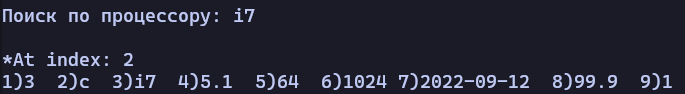 Поиск по процессору: i7
*At index: 2
1)3  2)c  3)i7  4)5.1  5)64  6)1024 7)2022-09-12  8)99.9  9)1